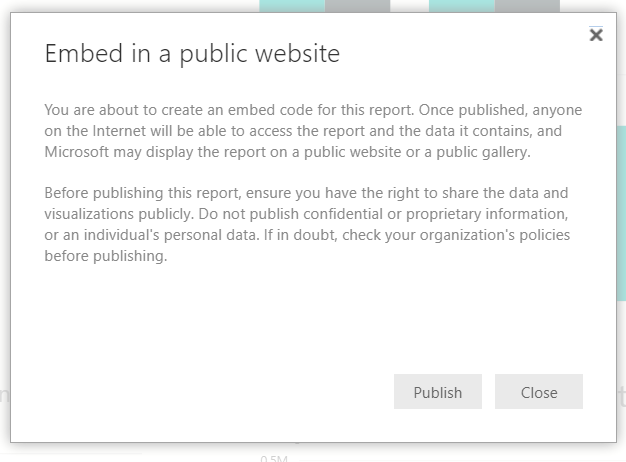 Embed in a public website
You are about to create an embed code for this report. Once published, anyone
on the Internet will be able to access the report and the data it contains, and
Microsoft may display the report on a public website or a public gallery.
Before publishing this report, ensure you have the right to share the data and
visualizations publicly. Do not publish confidential or proprietary information,
or an individual's personal data. If in doubt, check your organization's policies
before publishing.
Publish Close
0.5M